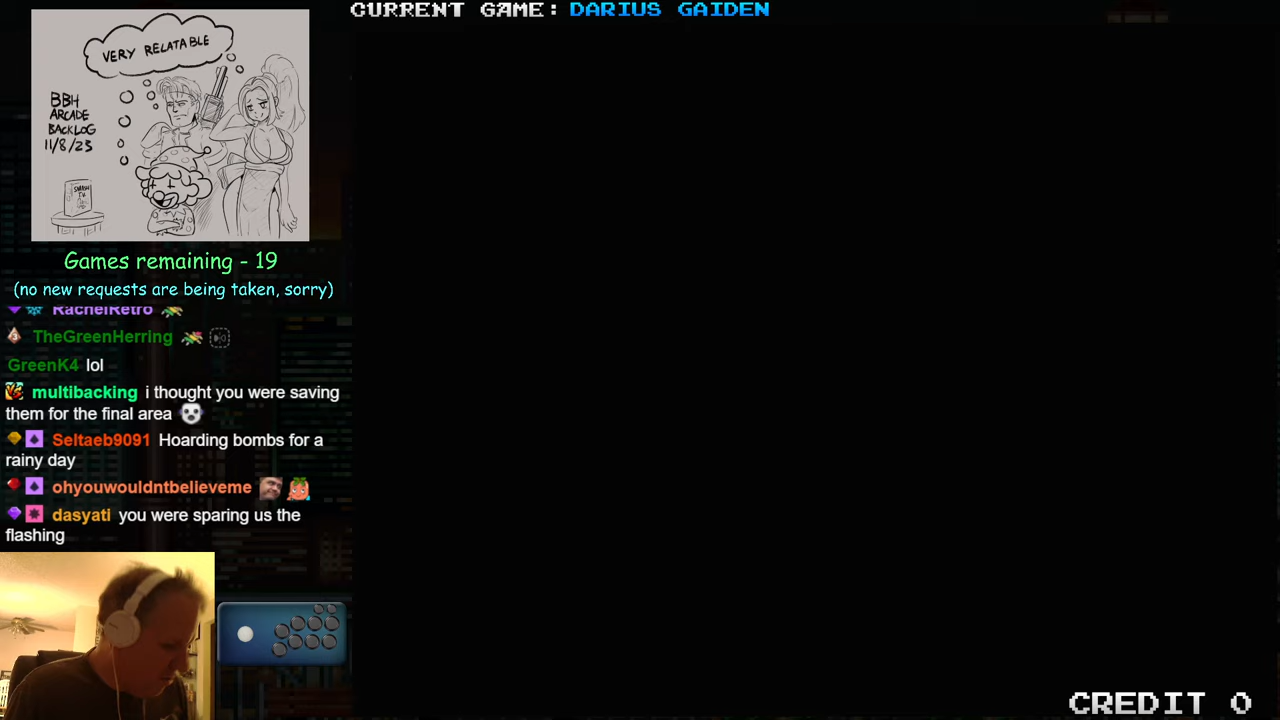 CURRENT GAME: DARIUS GAIDEN
VERY RELATABLE
BBH
ARCADE
BACKLOG
11/8/23
SMASH
TV
Games remaining - 19
(no new requests are being taken, sorry)
RachelRetro
TheGreenHerring
GreenK4 lol
multibacking i thought you were saving
them for the final area
Seltaeb9091 Hoarding bombs for a
rainy day
ohyouwouldntbelieveme
dasyati you were sparing us the
flashing
CREDIT 0